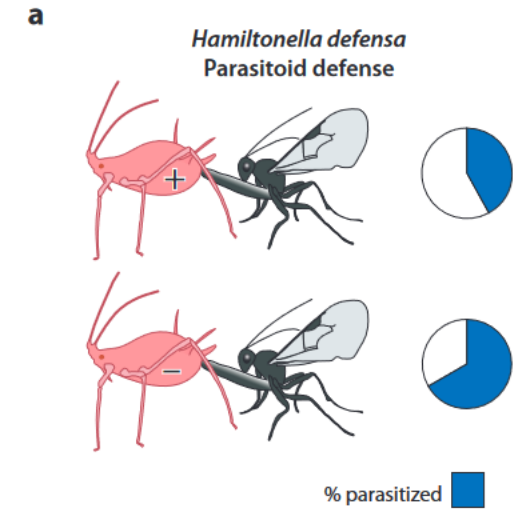 a
Hamiltonella defensa
Parasitoid defense
+
−
% parasitized